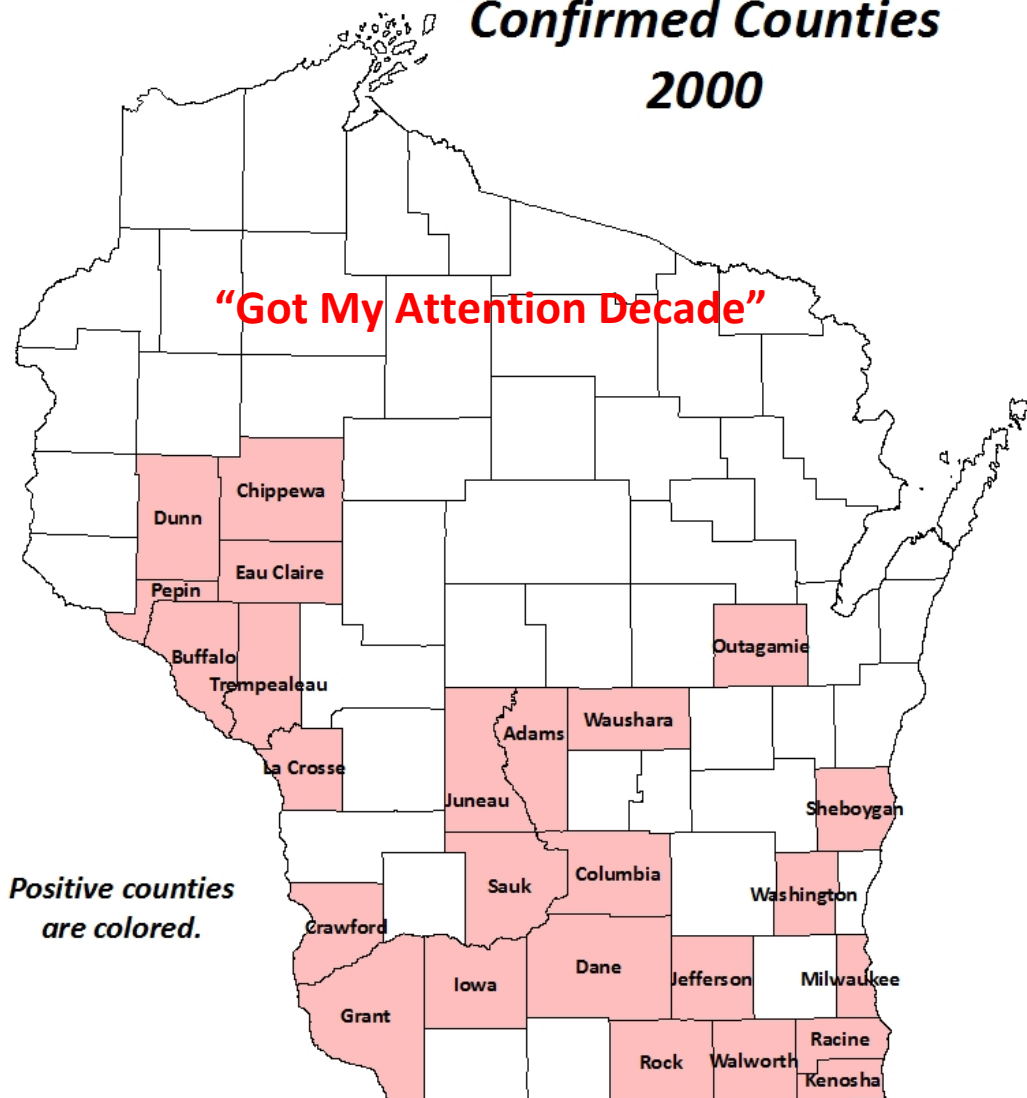 Confirmed Counties
2000
“Got My Attention Decade”
Chippewa
Dunn
Eau Claire
Pepin
Outagamie
Buffalo
Trempealeau
Waushara
Adams
La Crosse
Juneau
Sheboygan
Columbia
Sauk
Washington
Positive counties
are colored.
Crawford
Dane
Jefferson
Milwaukee
Iowa
Grant
Racine
Rock
Walworth
Kenosha